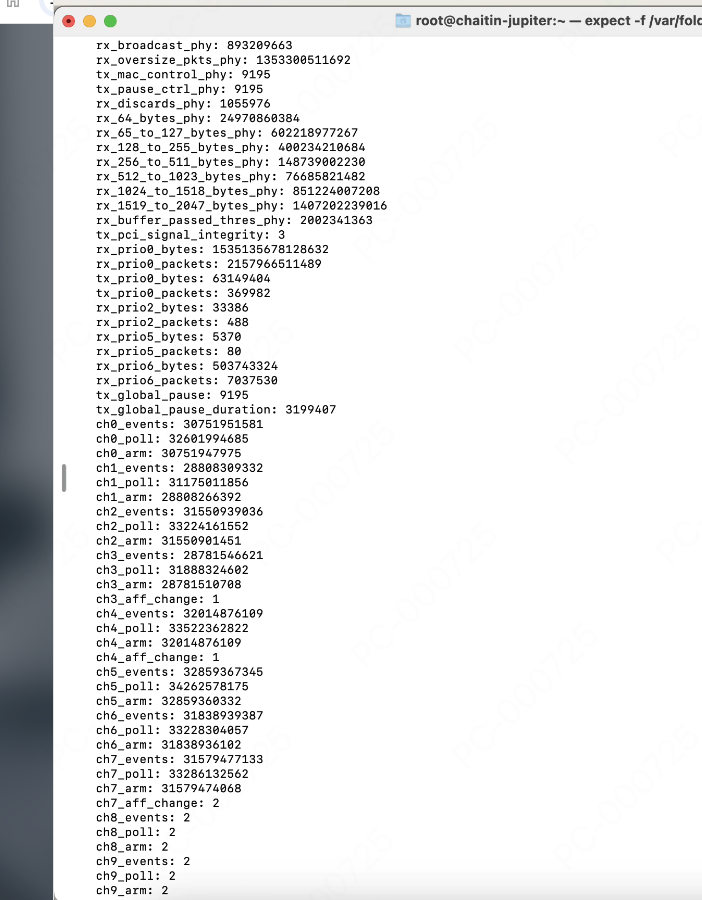 root@chaitin-jupiter:~ — expect -f /var/fold
rx_broadcast_phy: 893209663
rx_oversize_pkts_phy: 1353300511692
tx_mac_control_phy: 9195
tx_pause_ctrl_phy: 9195
rx_discards_phy: 1055976
rx_64_bytes_phy: 24970860384
rx_65_to_127_bytes_phy: 602218977267
rx_128_to_255_bytes_phy: 400234210684
rx_256_to_511_bytes_phy: 148739002230
rx_512_to_1023_bytes_phy: 76685821482
rx_1024_to_1518_bytes_phy: 851224007208
rx_1519_to_2047_bytes_phy: 1407202239016
rx_buffer_passed_thres_phy: 2002341363
tx_pci_signal_integrity: 3
rx_prio0_bytes: 1535135678128632
rx_prio0_packets: 2157966511489
tx_prio0_bytes: 63149404
tx_prio0_packets: 369982
rx_prio2_bytes: 33386
rx_prio2_packets: 488
rx_prio5_bytes: 5370
rx_prio5_packets: 80
rx_prio6_bytes: 503743324
rx_prio6_packets: 7037530
tx_global_pause: 9195
tx_global_pause_duration: 3199407
ch0_events: 30751951581
ch0_poll: 32601994685
ch0_arm: 30751947975
ch1_events: 28808309332
ch1_poll: 31175011856
ch1_arm: 28808266392
ch2_events: 31550939036
ch2_poll: 33224161552
ch2_arm: 31550901451
ch3_events: 28781546621
ch3_poll: 31888324602
ch3_arm: 28781510708
ch3_aff_change: 1
ch4_events: 32014876109
ch4_poll: 33522362822
ch4_arm: 32014876109
ch4_aff_change: 1
ch5_events: 32859367345
ch5_poll: 34262578175
ch5_arm: 32859360332
ch6_events: 31838939387
ch6_poll: 33228304057
ch6_arm: 31838936102
ch7_events: 31579477133
ch7_poll: 33286132562
ch7_arm: 31579474068
ch7_aff_change: 2
ch8_events: 2
ch8_poll: 2
ch8_arm: 2
ch9_events: 2
ch9_poll: 2
ch9_arm: 2
PC-000725